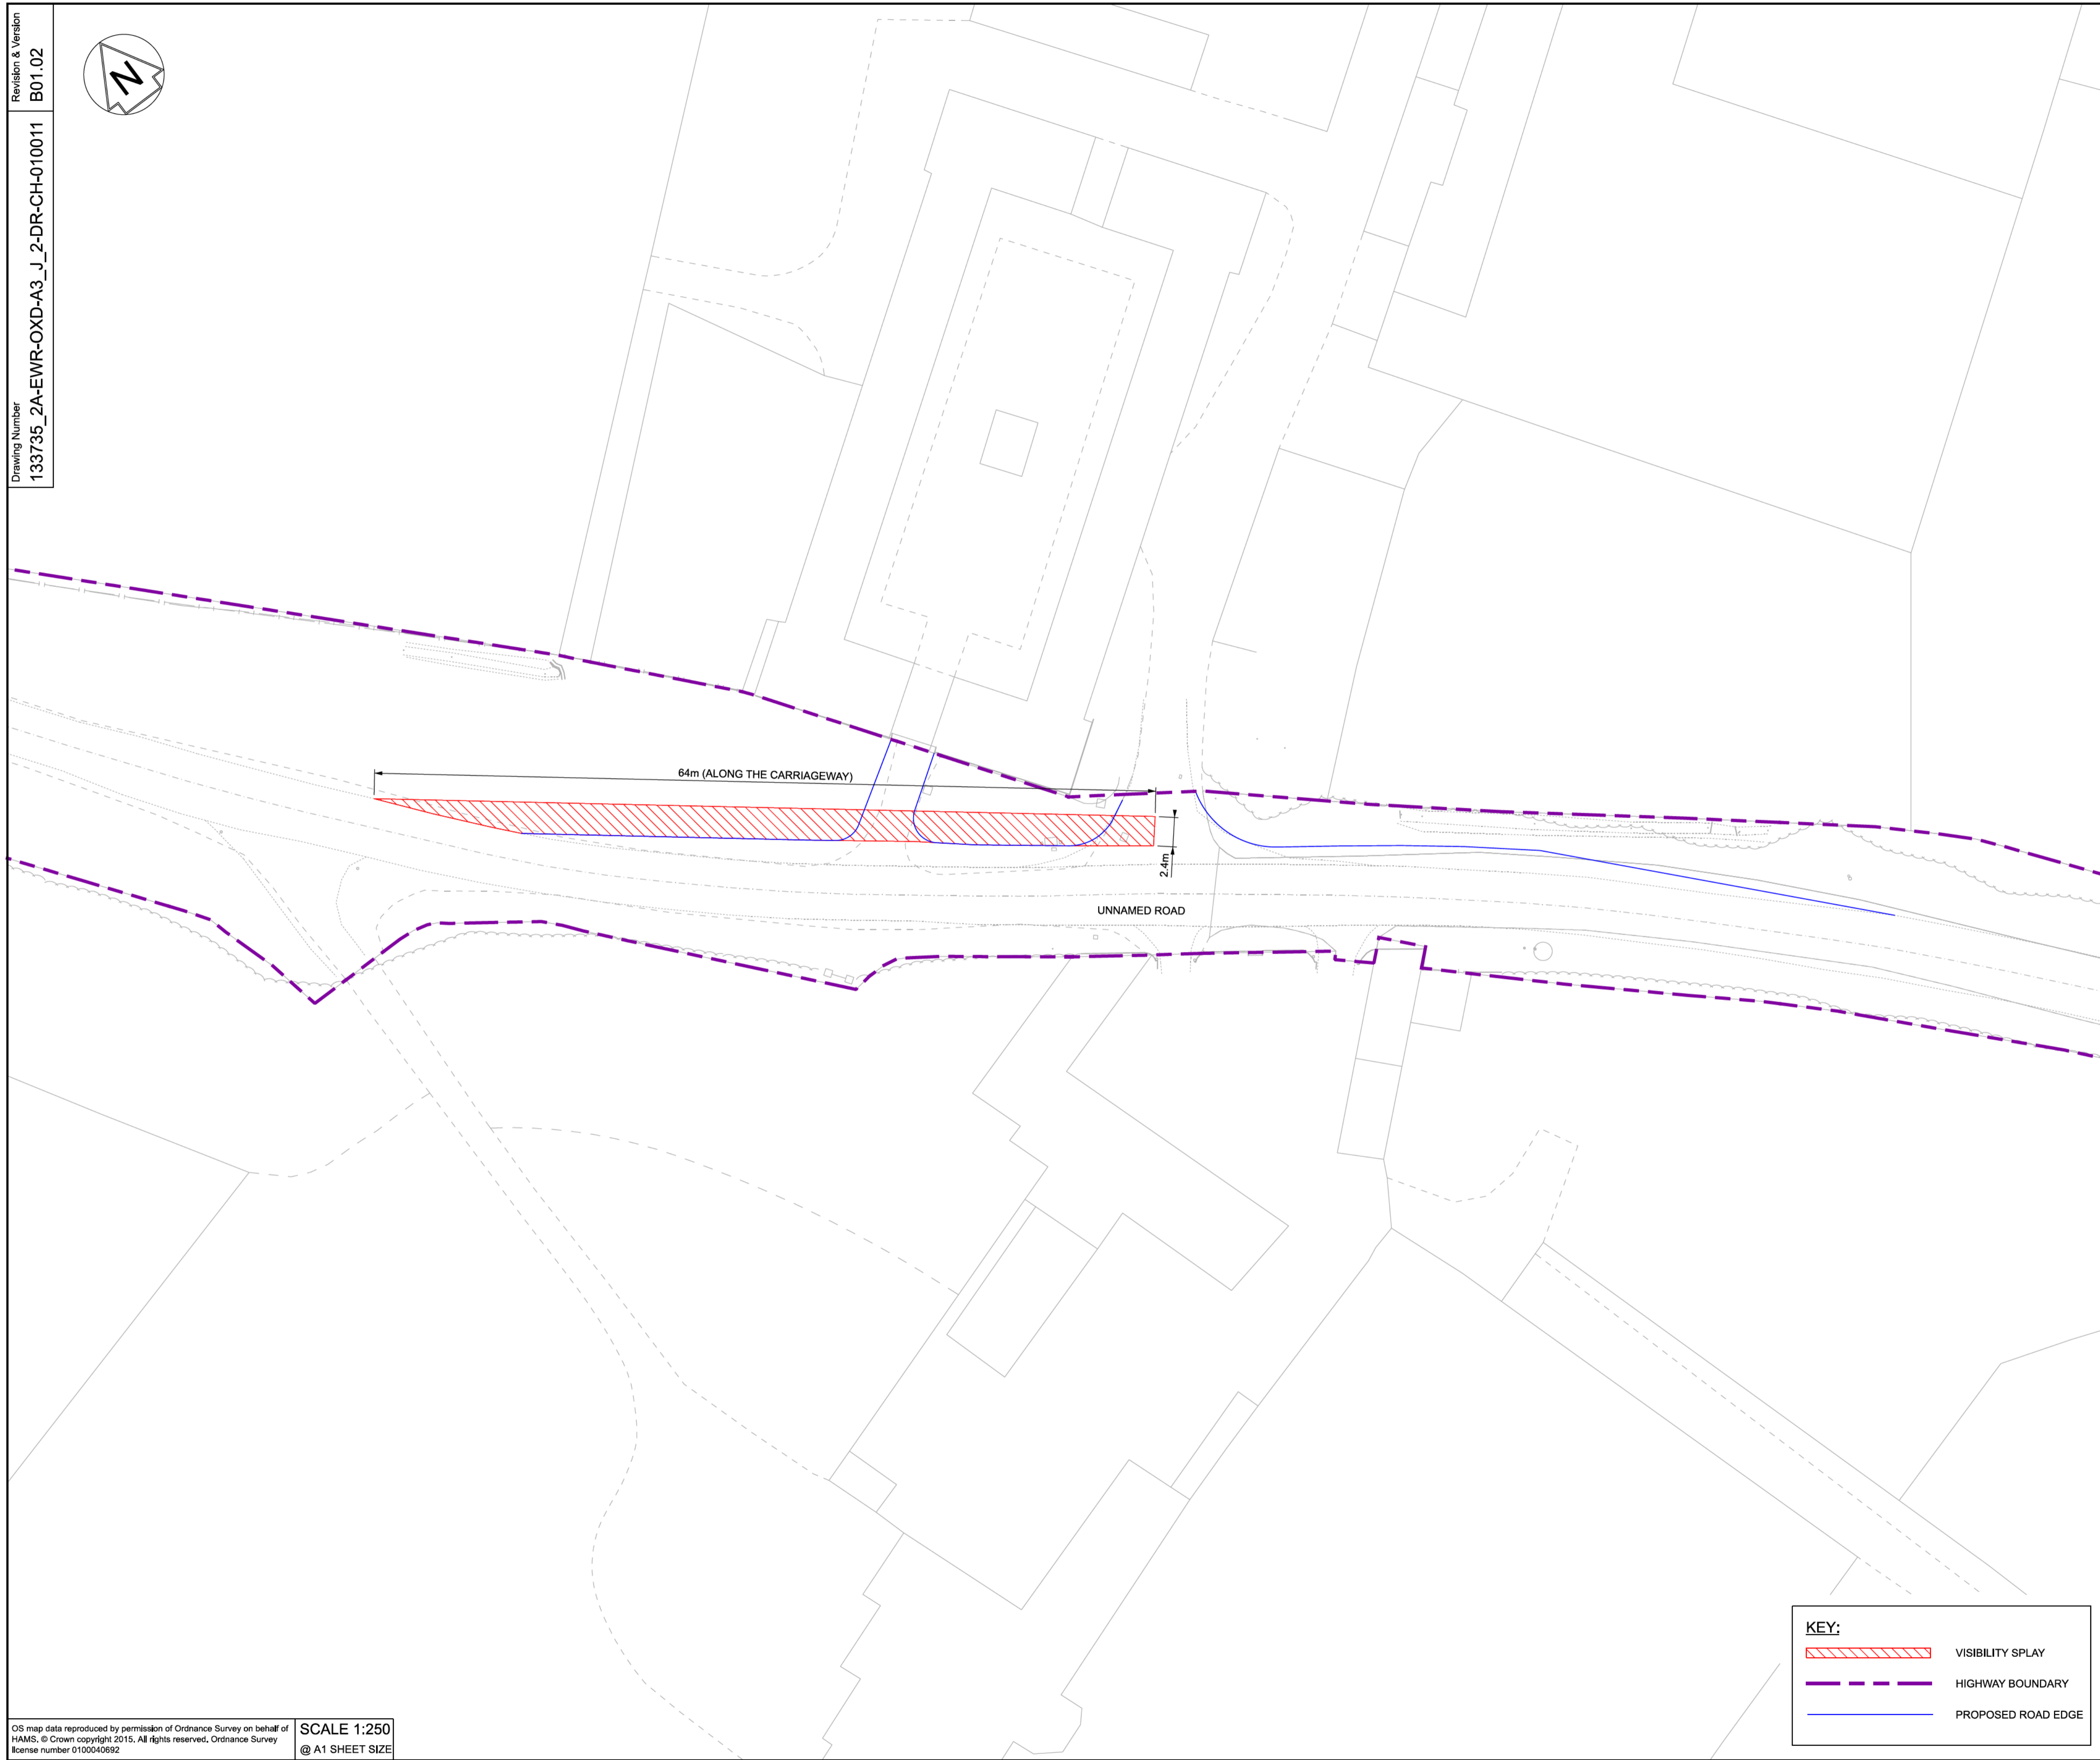 Revision & Version
B01.02
Drawing Number
133735_2A-EWR-OXD-A3_J_2-DR-CH-010011
N
64m (ALONG THE CARRIAGEWAY)
2.4m
UNNAMED ROAD
KEY:
VISIBILITY SPLAY
HIGHWAY BOUNDARY
PROPOSED ROAD EDGE
OS map data reproduced by permission of Ordnance Survey on behalf of
HAMS. © Crown copyright 2015. All rights reserved. Ordnance Survey
license number 0100040692
SCALE 1:250
@ A1 SHEET SIZE